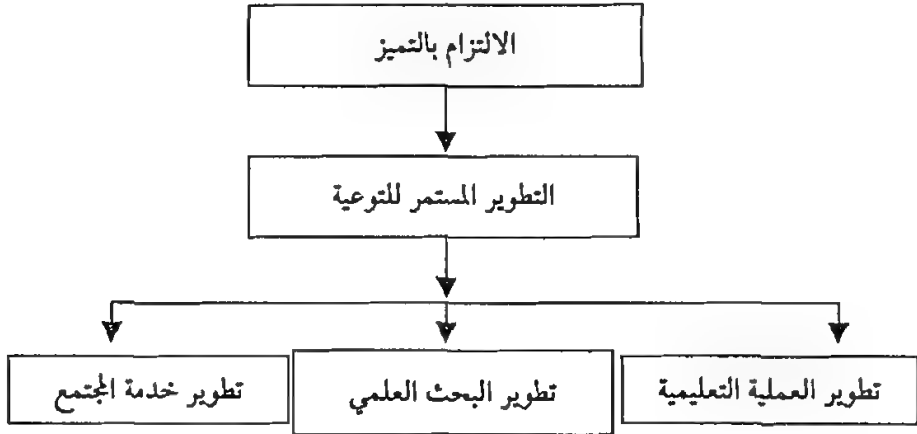 الالتزام بالتميز
التطوير المستمر للتوعية
تطوير العملية التعليمية
تطوير البحث العلمي
تطوير خدمة المجتمع